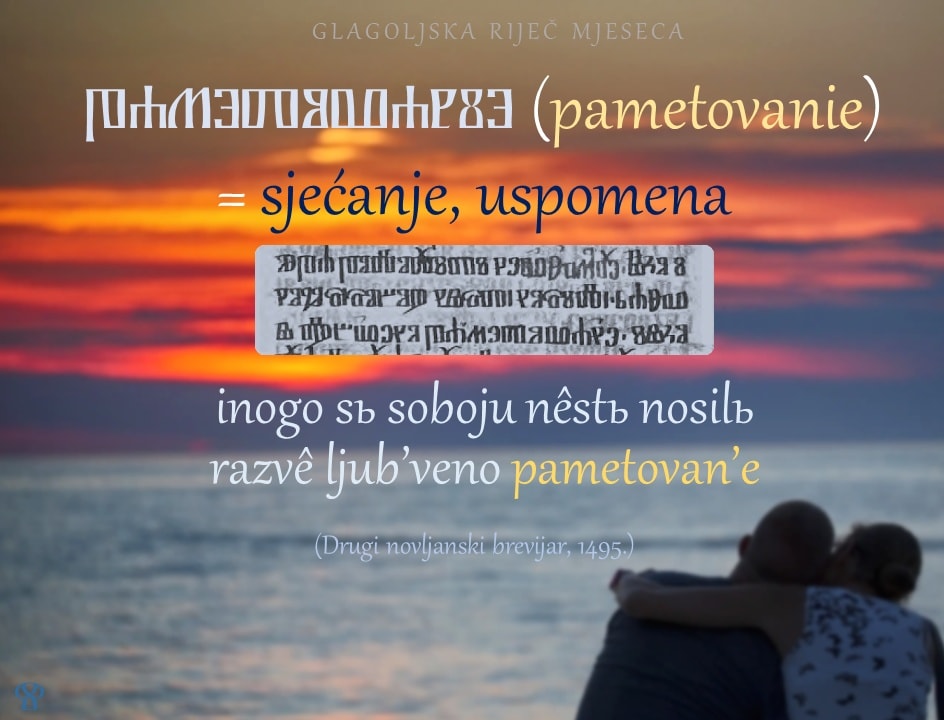 GLAGOLJSKA RIJEČ MJESECA
ⱂⰰⱞⰵⱅⱁⰲⰰⱀⰻⰵ (pametovanie)
= sjećanje, uspomena
inogo sь soboju nêstь nosilь
razvê ljub’veno pametovan’e
(Drugi novljanski brevijar, 1495.)